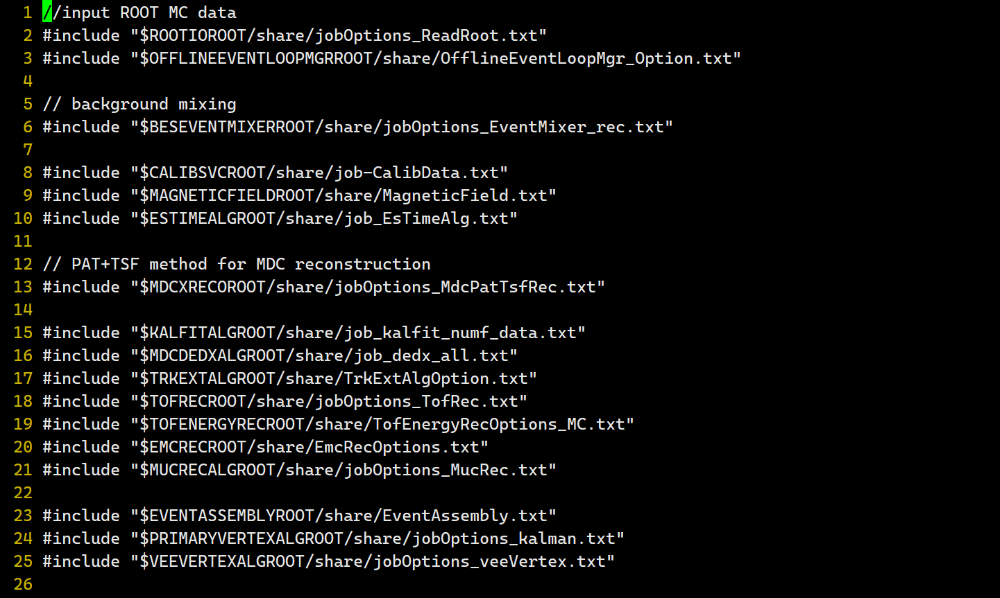 1 //input ROOT MC data
2 #include "$ROOTIOROOT/share/jobOptions_ReadRoot.txt"
3 #include "$OFFLINEEVENTLOOPMGRROOT/share/OfflineEventLoopMgr_Option.txt"
4
5 // background mixing
6 #include "$BESEVENTMIXERROOT/share/jobOptions_EventMixer_rec.txt"
7
8 #include "$CALIBSVCROOT/share/job-CalibData.txt"
9 #include "$MAGNETICFIELDROOT/share/MagneticField.txt"
10 #include "$ESTIMEALGROOT/share/job_EsTimeAlg.txt"
11
12 // PAT+TSF method for MDC reconstruction
13 #include "$MDCXRECOROOT/share/jobOptions_MdcPatTsfRec.txt"
14
15 #include "$KALFITALGROOT/share/job_kalfit_numf_data.txt"
16 #include "$MDCDEDXALGROOT/share/job_dedx_all.txt"
17 #include "$TRKEXTALGROOT/share/TrkExtAlgOption.txt"
18 #include "$TOFRECROOT/share/jobOptions_TofRec.txt"
19 #include "$TOFENERGYRECROOT/share/TofEnergyRecOptions_MC.txt"
20 #include "$EMCRECROOT/share/EmcRecOptions.txt"
21 #include "$MUCRECALGROOT/share/jobOptions_MucRec.txt"
22
23 #include "$EVENTASSEMBLYROOT/share/EventAssembly.txt"
24 #include "$PRIMARYVERTEXALGROOT/share/jobOptions_kalman.txt"
25 #include "$VEEVERTEXALGROOT/share/jobOptions_veeVertex.txt"
26